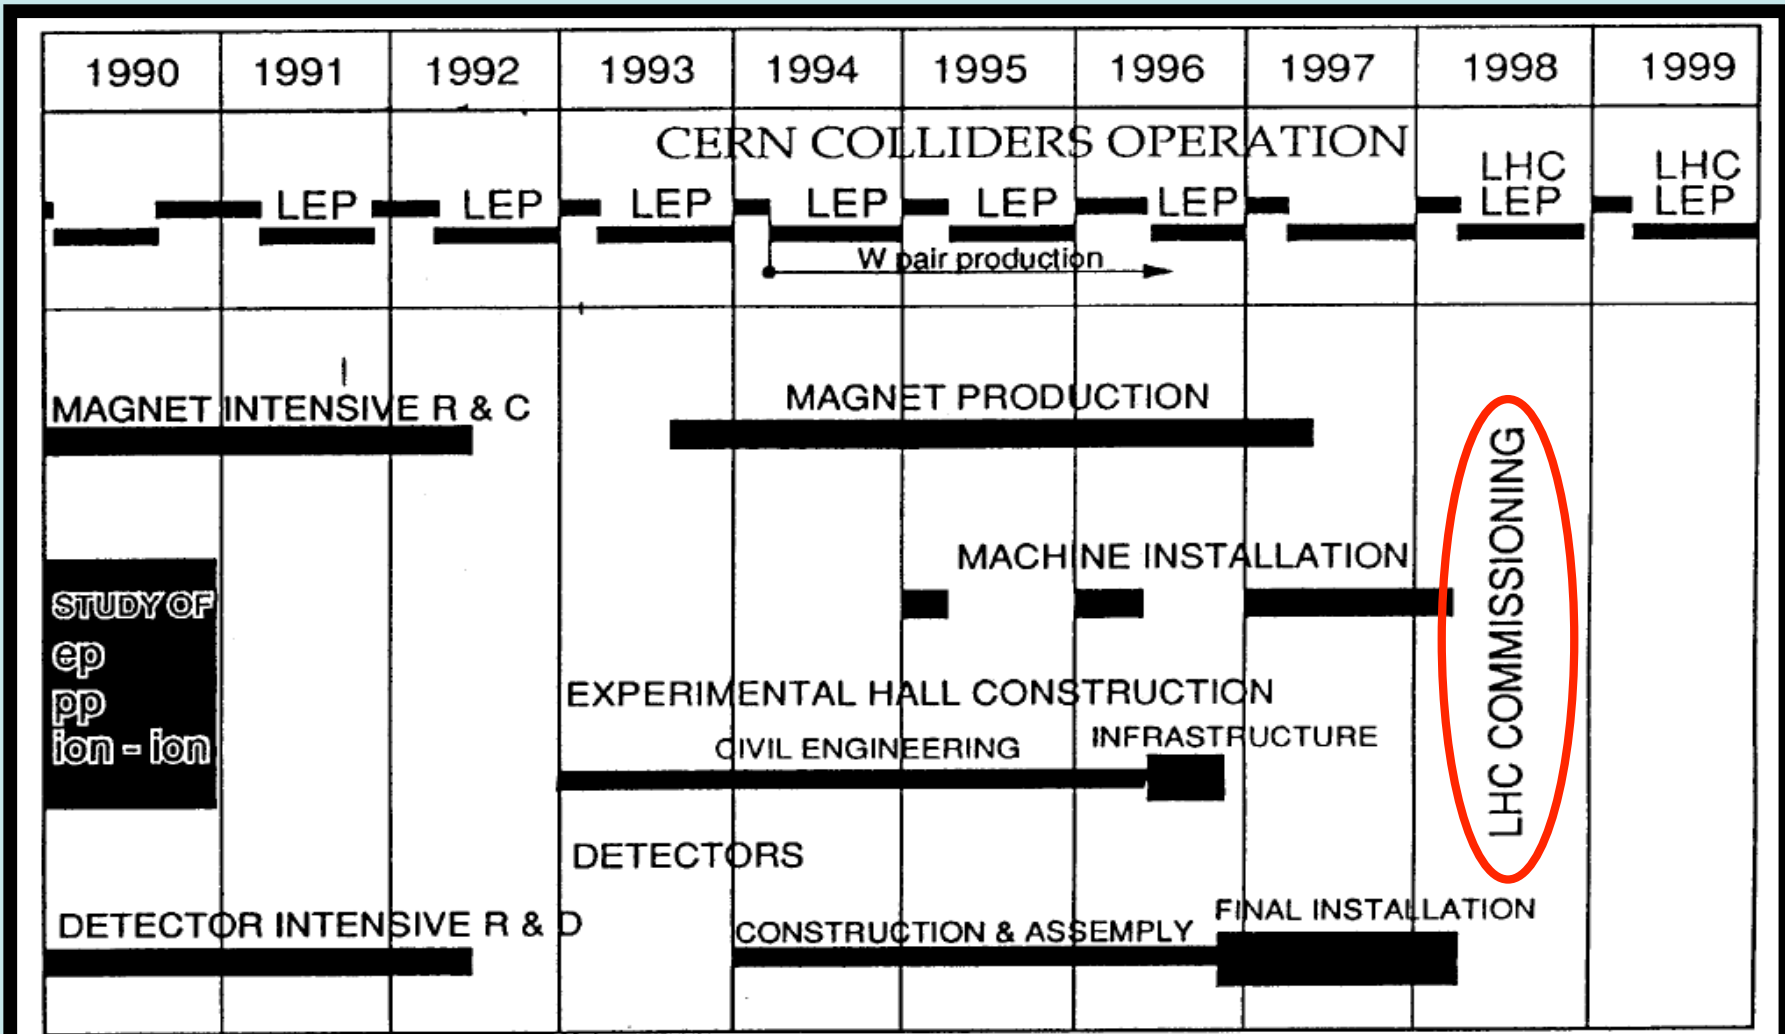 1990 1991 1992 1993 1994 1995 1996 1997 1998 1999
CERN COLLIDERS OPERATION
LHC LHC
LEP LEP LEP LEP LEP LEP LEP LEP
W pair production
MAGNET INTENSIVE R & C
MAGNET PRODUCTION
MACHINE INSTALLATION
LHC COMMISSIONING
STUDY OF
ep
pp
ion - ion
EXPERIMENTAL HALL CONSTRUCTION
CIVIL ENGINEERING
INFRASTRUCTURE
DETECTORS
DETECTOR INTENSIVE R & D
CONSTRUCTION & ASSEMPLY
FINAL INSTALLATION